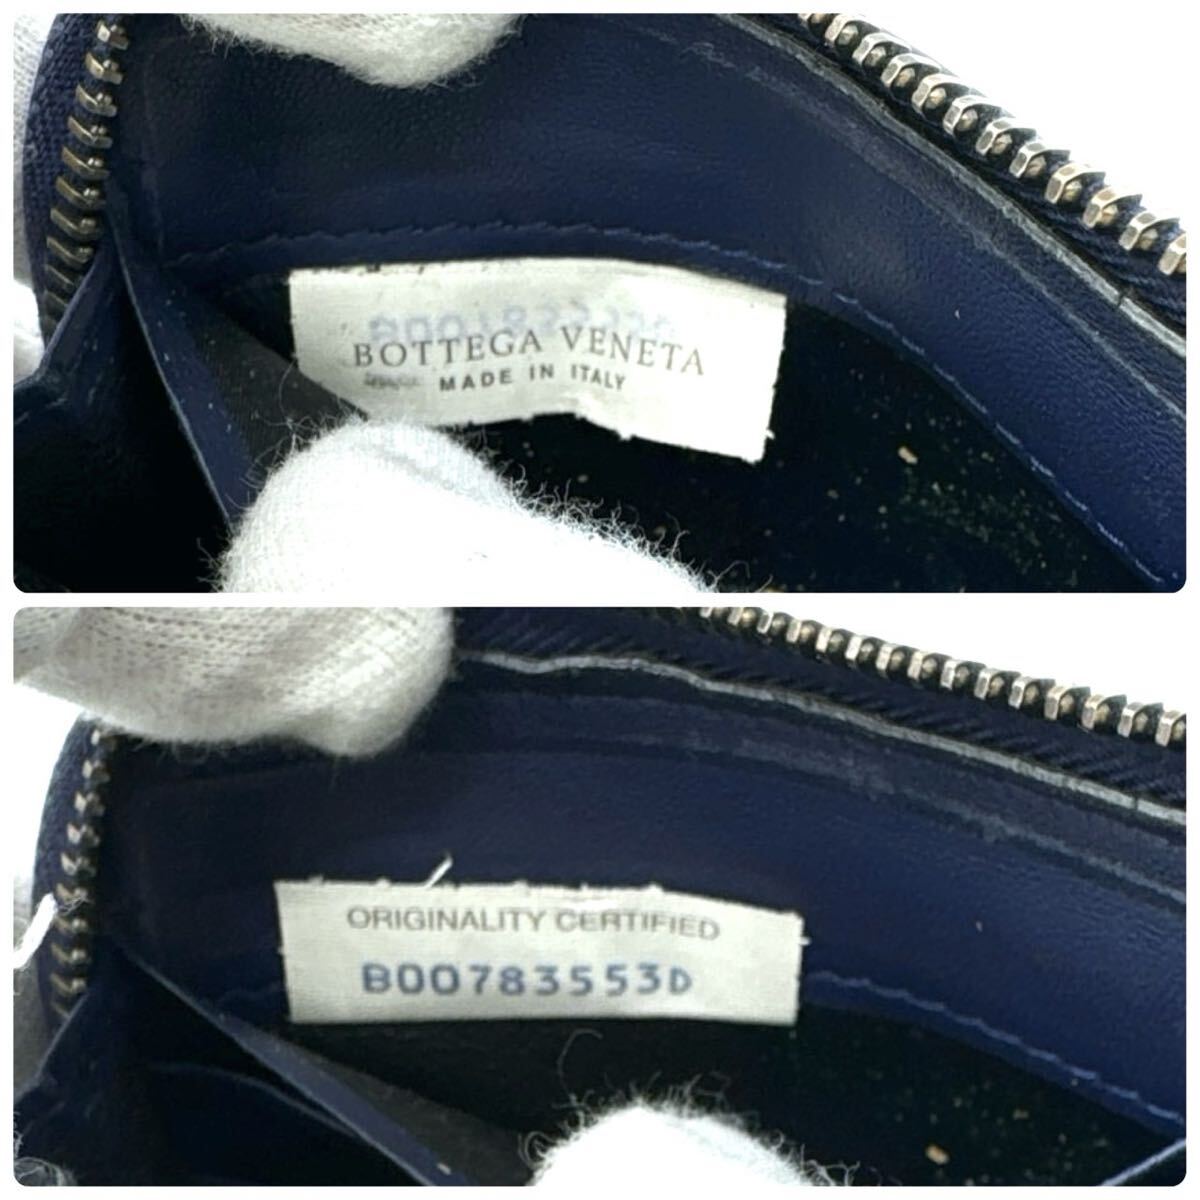 BOTTEGA VENETA
MADE IN ITALY
ORIGINALITY CERTIFIED
B00783553D